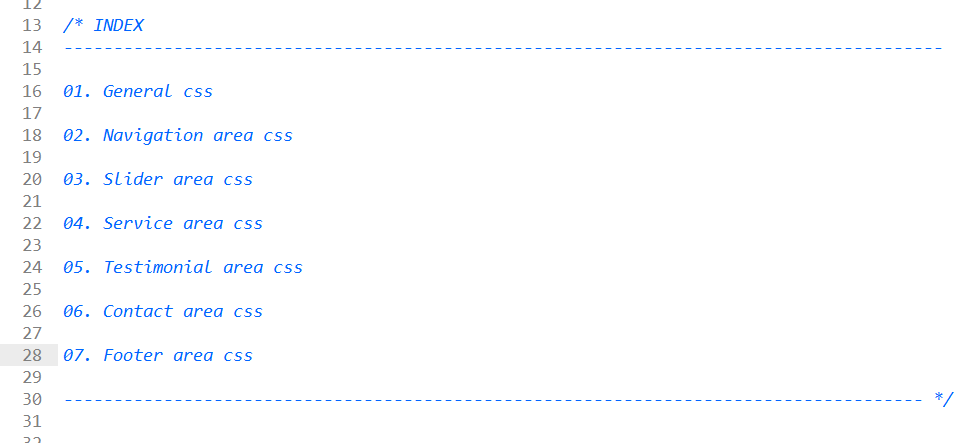 12
13 /* INDEX
14 ----------------------------------------------------------------------------------------
15
16 01. General css
17
18 02. Navigation area css
19
20 03. Slider area css
21
22 04. Service area css
23
24 05. Testimonial area css
25
26 06. Contact area css
27
28 07. Footer area css
29
30 -------------------------------------------------------------------------------------- */
31
32